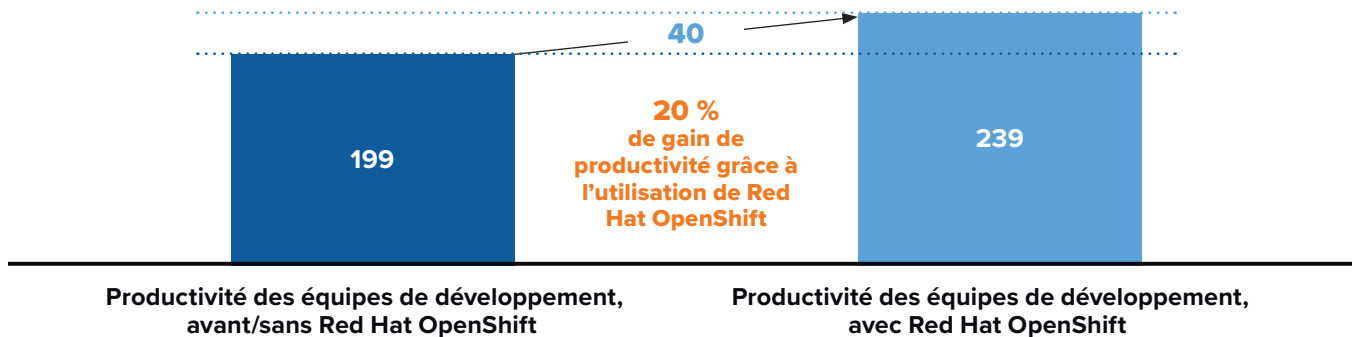 40
199
20 %
de gain de
productivité grâce à
l’utilisation de Red
Hat OpenShift
239
Productivité des équipes de développement,
avant/sans Red Hat OpenShift
Productivité des équipes de développement,
avec Red Hat OpenShift